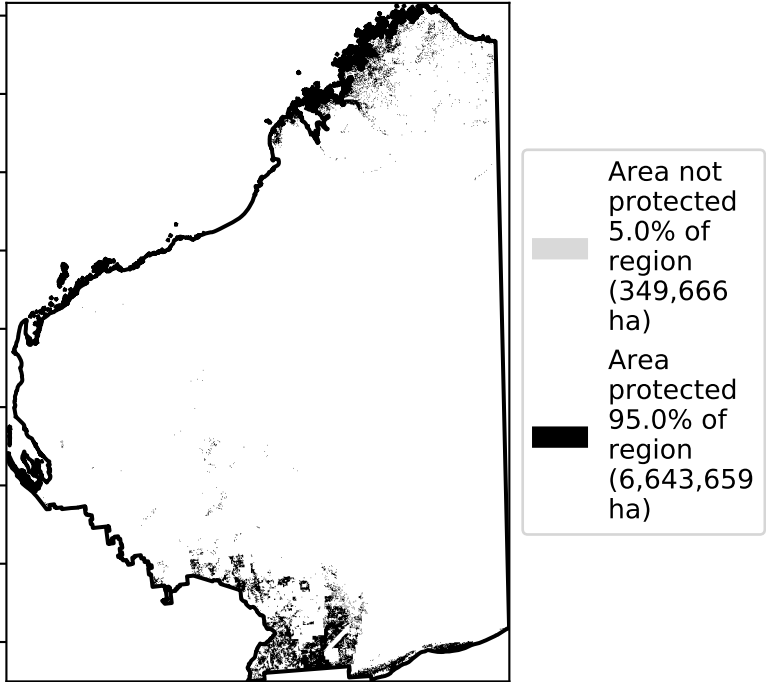 Area not
protected
5.0% of
region
(349,666
ha)
Area
protected
95.0% of
region
(6,643,659
ha)